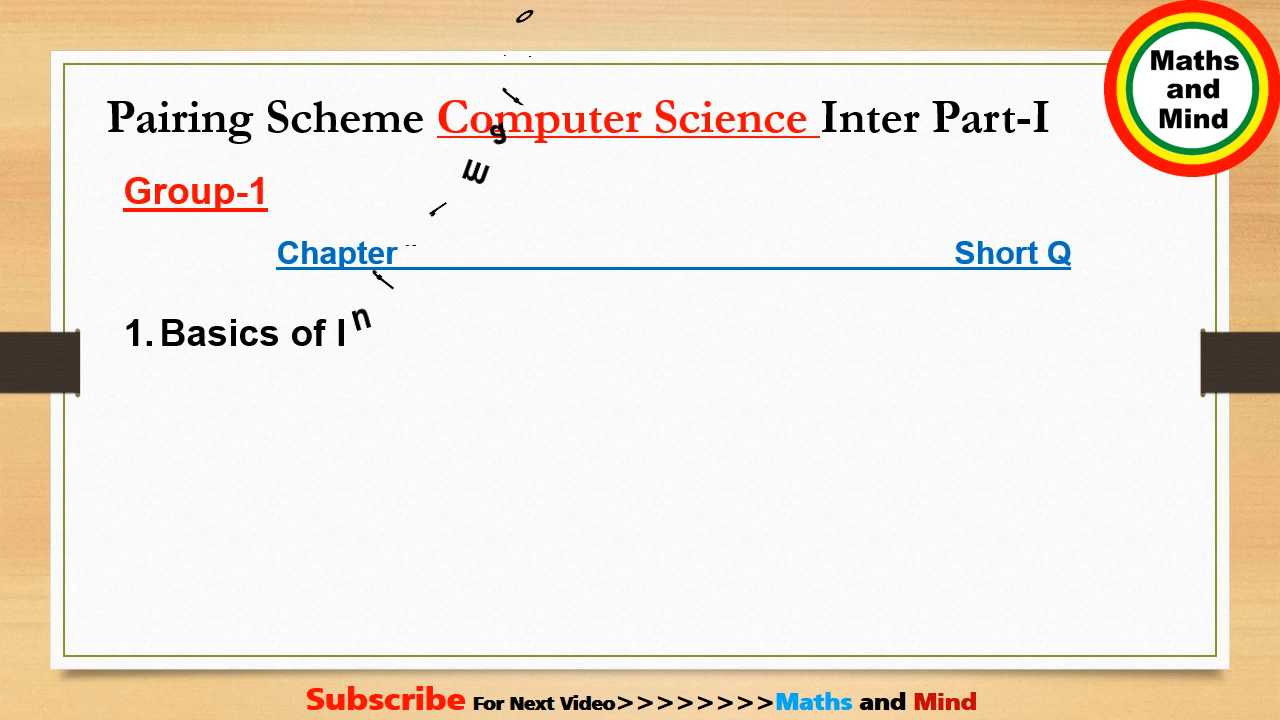 Maths
and
Mind
Pairing Scheme Computer Science Inter Part-I
Group-1
Chapter Short Q
1. Basics of In
Subscribe For Next Video>>>>>>>>Maths and Mind